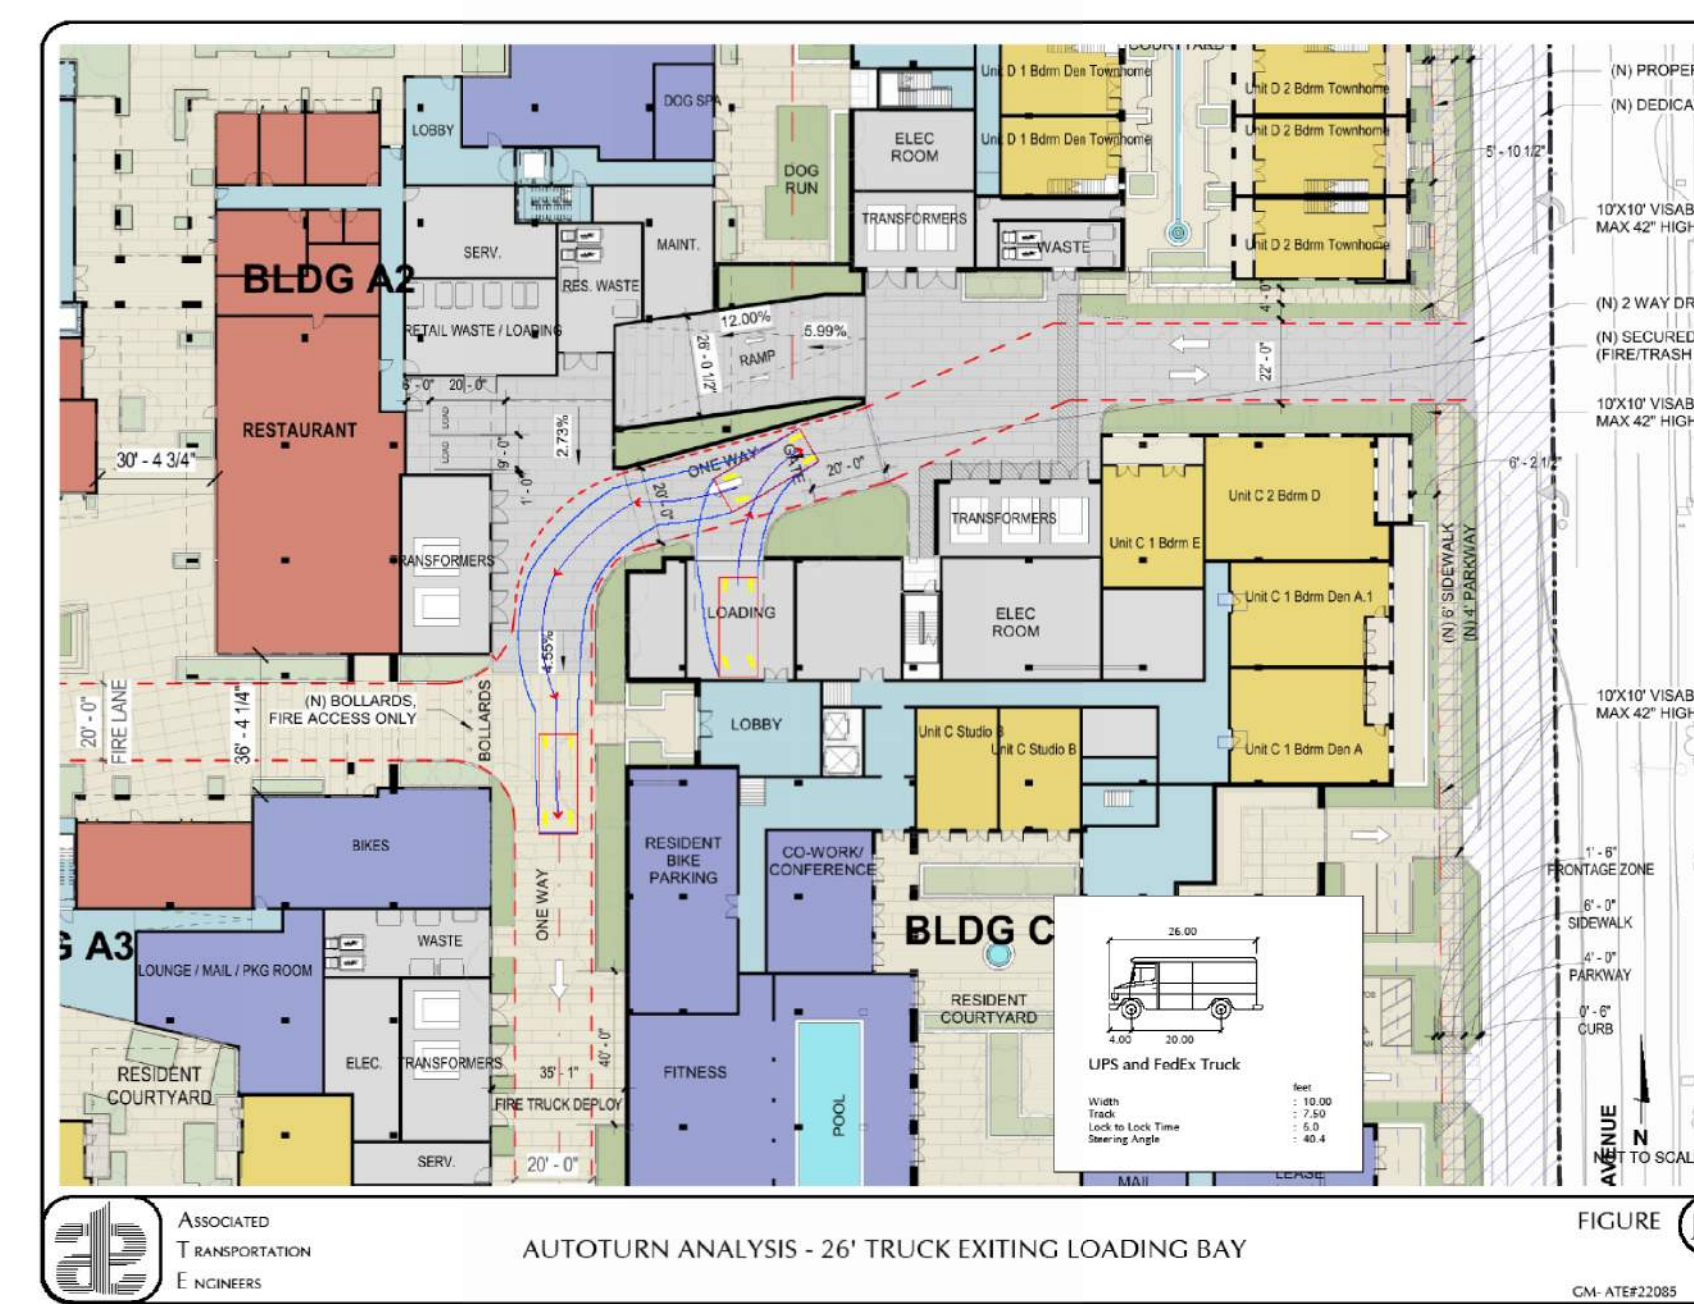 COURTYARD
(N) PROPER
(N) DEDICA
Unit D 1 Bdrm Den Townhome
Unit D 2 Bdrm Townhome
DOG SPA
LOBBY
ELEC
ROOM
Unit D 1 Bdrm Den Townhome
Unit D 2 Bdrm Townhome
5' - 10 1/2"
DOG
RUN
10'X10' VISAB
MAX 42" HIGH
TRANSFORMERS
WASTE
Unit D 2 Bdrm Townhome
SERV.
MAINT.
BLDG A2
RES. WASTE
4' - 0"
(N) 2 WAY DR
RETAIL WASTE / LOADING
12.00%
5.99%
RAMP
26' - 0 1/2"
22' - 0"
(N) SECURED
(FIRE/TRASH
20' - 0"
10'X10' VISAB
MAX 42" HIGH
RESTAURANT
2.73%
9' - 0"
1' - 0"
30' - 4 3/4"
ONE WAY
GATE
20' - 0"
20' - 0"
6' - 2 1/2"
Unit C 2 Bdrm D
TRANSFORMERS
Unit C 1 Bdrm E
TRANSFORMERS
LOADING
ELEC
ROOM
Unit C 1 Bdrm Den A.1
(N) 6' SIDEWALK
(N) 4' PARKWAY
4.55%
20' - 0"
FIRE LANE
36' - 4 1/4"
(N) BOLLARDS,
FIRE ACCESS ONLY
BOLLARDS
LOBBY
Unit C Studio B
Unit C Studio B
Unit C 1 Bdrm Den A
10'X10' VISAB
MAX 42" HIGH
BIKES
RESIDENT
BIKE
PARKING
CO-WORK/
CONFERENCE
1' - 6"
FRONTAGE ZONE
ONE WAY
6' - 0"
SIDEWALK
G A3
WASTE
BLDG C
26.00
LOUNGE / MAIL / PKG ROOM
4' - 0"
PARKWAY
RESIDENT
COURTYARD
0' - 6"
CURB
4.00
20.00
ELEC.
TRANSFORMERS
40' - 0"
35' - 1"
FIRE TRUCK DEPLOY
FITNESS
POOL
UPS and FedEx Truck
feet
Width : 10.00
Track : 7.50
Lock to Lock Time : 6.0
Steering Angle : 40.4
RESIDENT
COURTYARD
SERV.
20' - 0"
MAIL
LEASE
AVENUE
N
NOT TO SCAL
ASSOCIATED
TRANSPORTATION
ENGINEERS
AUTOTURN ANALYSIS - 26' TRUCK EXITING LOADING BAY
FIGURE
GM- ATE#22085